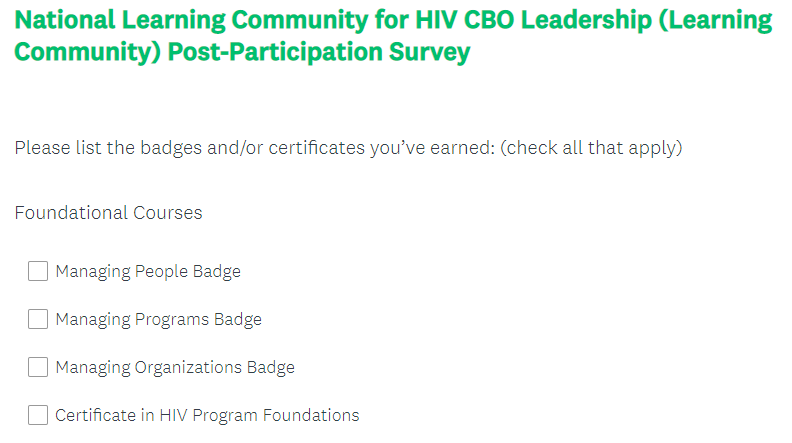 National Learning Community for HIV CBO Leadership (Learning
Community) Post-Participation Survey
Please list the badges and/or certificates you’ve earned: (check all that apply)
Foundational Courses
Managing People Badge
Managing Programs Badge
Managing Organizations Badge
Certificate in HIV Program Foundations